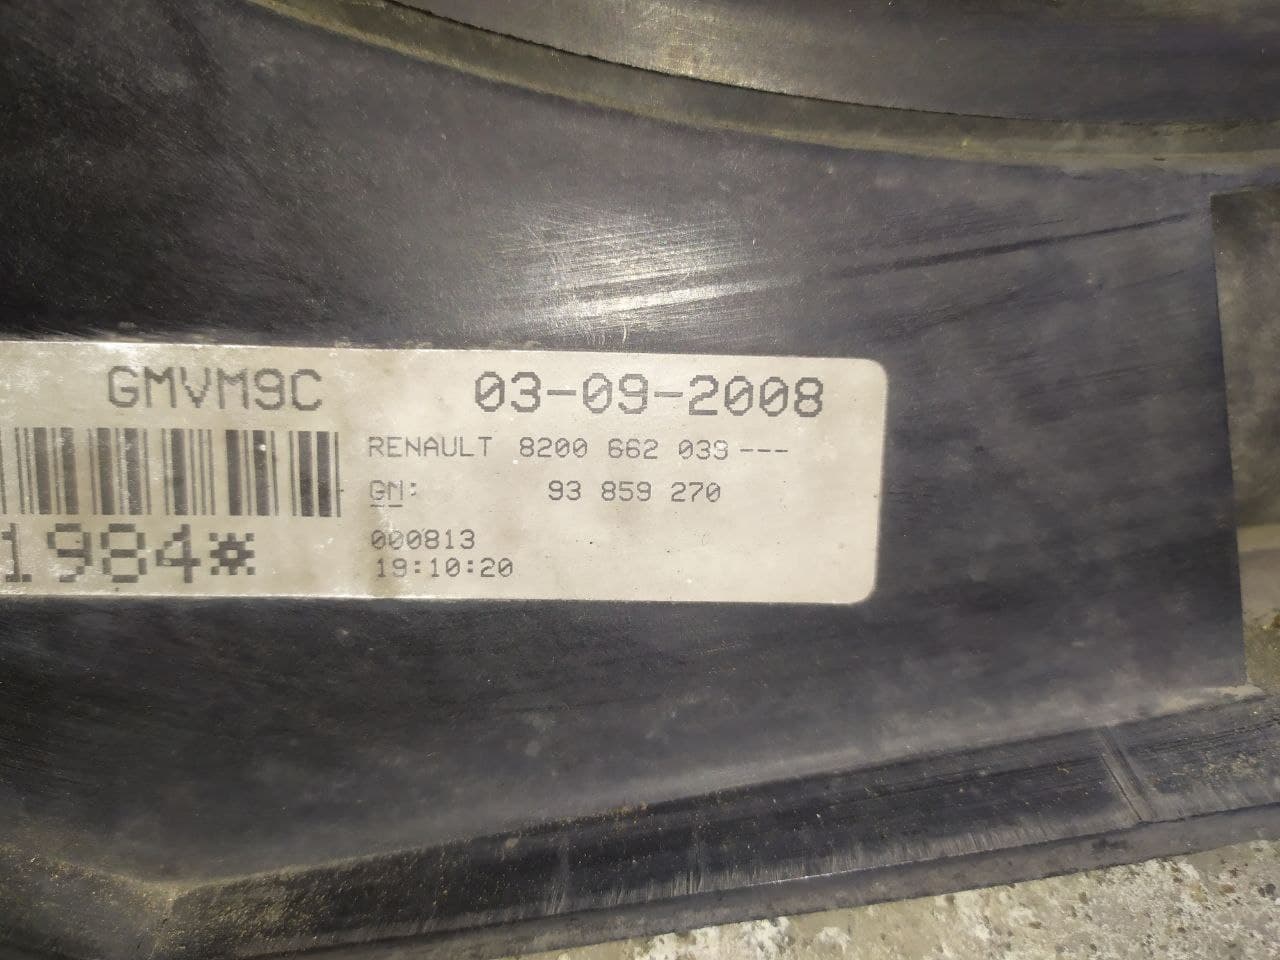 GMVM9C 03-09-2008
RENAULT 8200 662 039 ---
GM: 93 859 270
1984* 000813
19:10:20